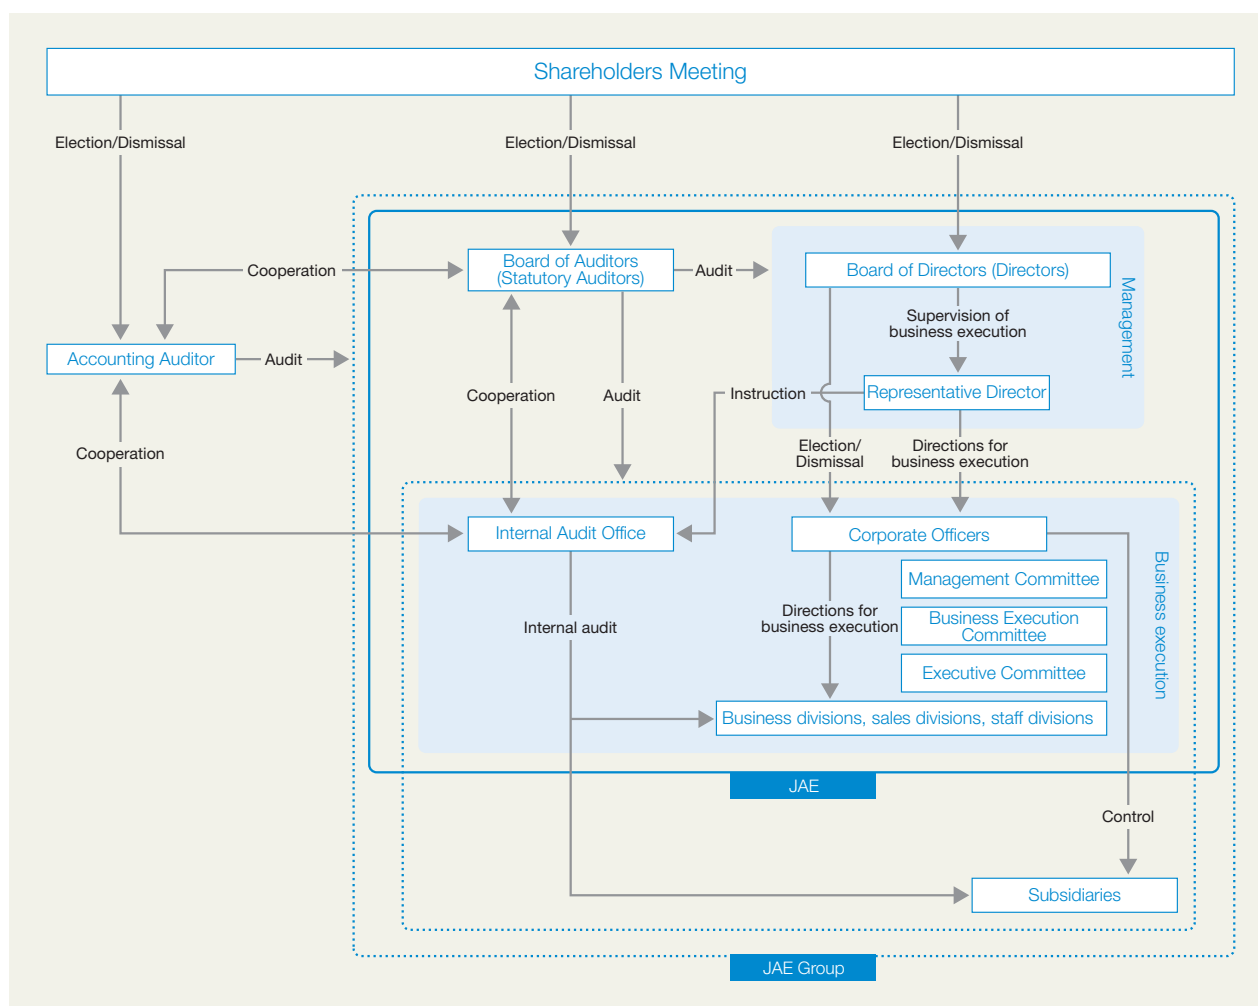 Shareholders Meeting
Election/Dismissal
Election/Dismissal
Election/Dismissal
Board of Auditors
(Statutory Auditors)
Cooperation
Audit
Board of Directors (Directors)
Management
Supervision of
business execution
Accounting Auditor
Audit
Cooperation
Audit
Instruction
Representative Director
Cooperation
Election/
Dismissal
Directions for
business execution
Internal Audit Office
Corporate Officers
Business execution
Management Committee
Directions for
business execution
Business Execution
Committee
Internal audit
Executive Committee
Business divisions, sales divisions, staff divisions
JAE
Control
Subsidiaries
JAE Group